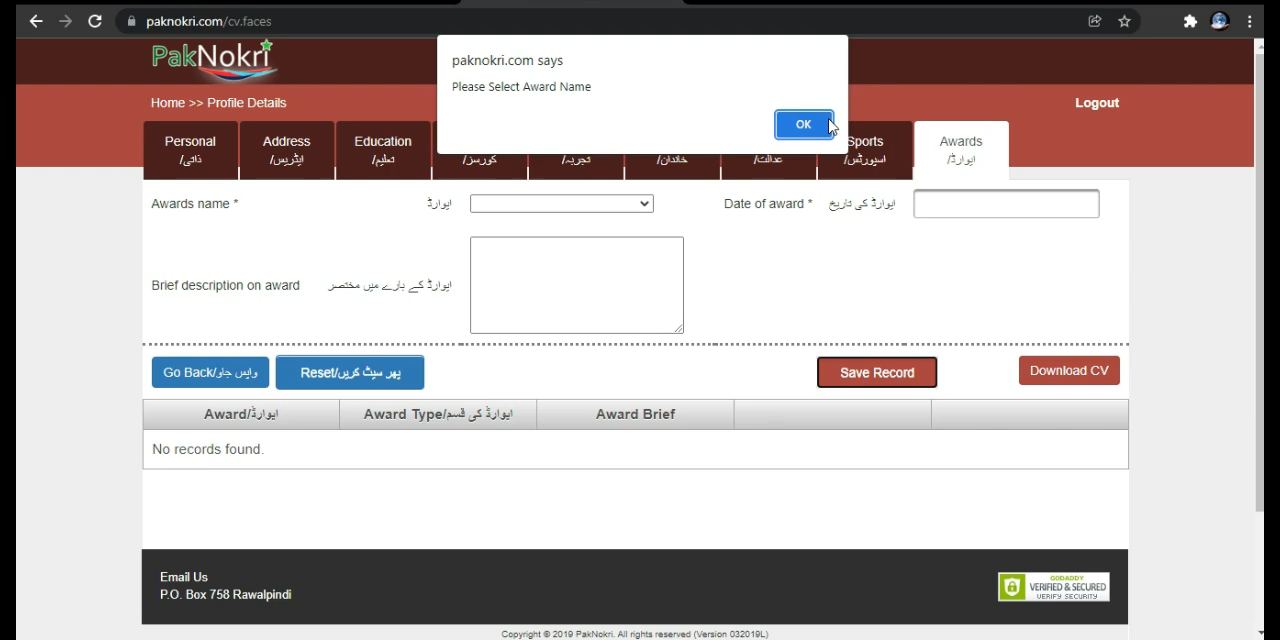 paknokri.com/cv.faces
PakNokri
paknokri.com says
Please Select Award Name
OK
Home >> Profile Details
Logout
Personal
ذاتی/
Address
ایڈریس/
Education
تعلیم/
کورسز/
تجربہ/
خاندان/
عدالت/
Sports
اسپورٹس/
Awards
ایوارڈ/
Awards name *
ایوارڈ
Date of award *
ایوارڈ کی تاریخ
Brief description on award
ایوارڈ کے بارے میں مختصر
Go Back/واپس جاو
Reset/پھر سیٹ کریں
Save Record
Download CV
Award/ایوارڈ
Award Type/ایوارڈ کی قسم
Award Brief
No records found.
Email Us
P.O. Box 758 Rawalpindi
GODADDY
VERIFIED & SECURED
VERIFY SECURITY
Copyright © 2019 PakNokri. All rights reserved (Version 032019L)